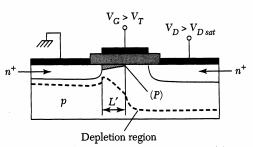 V_G > V_T
V_D > V_D sat
n⁺
n⁺
(P)
p
L'
Depletion region